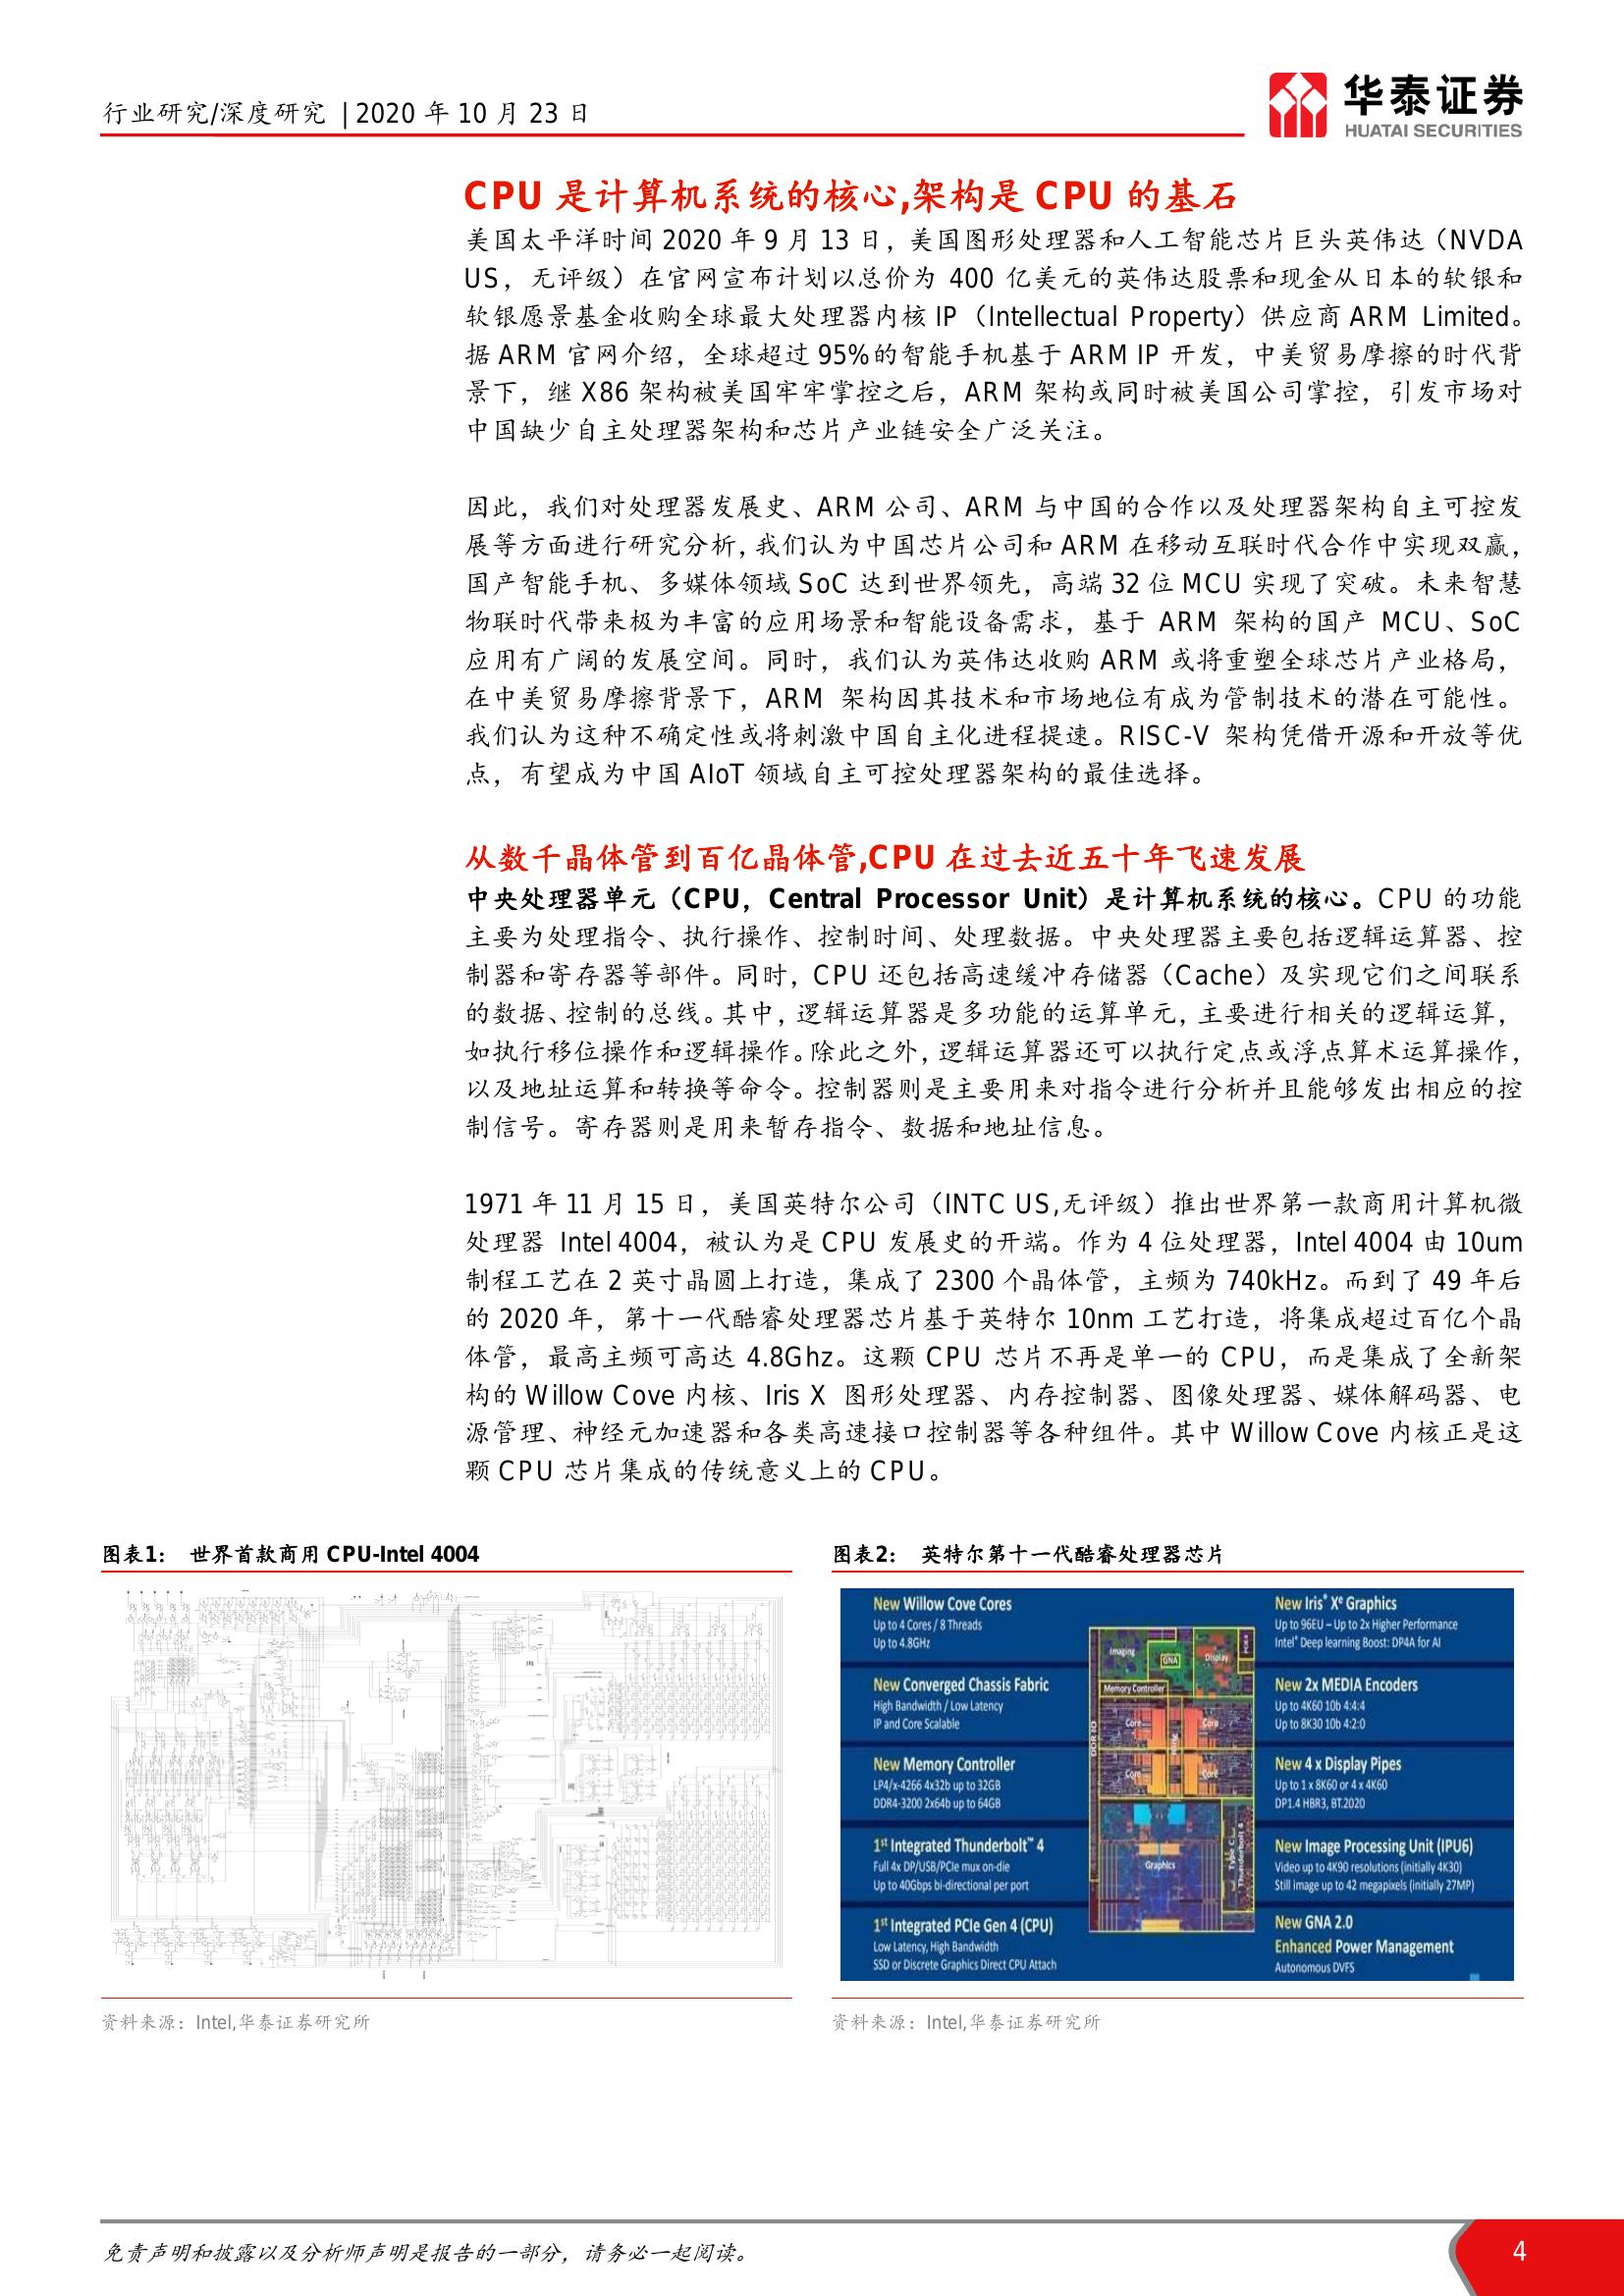 行业研究/深度研究 | 2020 年 10 月 23 日
华泰证券
HUATAI SECURITIES
CPU 是计算机系统的核心,架构是 CPU 的基石
美国太平洋时间 2020 年 9 月 13 日，美国图形处理器和人工智能芯片巨头英伟达（NVDA
US，无评级）在官网宣布计划以总价为 400 亿美元的英伟达股票和现金从日本的软银和
软银愿景基金收购全球最大处理器内核 IP（Intellectual Property）供应商 ARM Limited。
据 ARM 官网介绍，全球超过 95%的智能手机基于 ARM IP 开发，中美贸易摩擦的时代背
景下，继 X86 架构被美国牢牢掌控之后，ARM 架构或同时被美国公司掌控，引发市场对
中国缺少自主处理器架构和芯片产业链安全广泛关注。
因此，我们对处理器发展史、ARM 公司、ARM 与中国的合作以及处理器架构自主可控发
展等方面进行研究分析，我们认为中国芯片公司和 ARM 在移动互联时代合作中实现双赢，
国产智能手机、多媒体领域 SoC 达到世界领先，高端 32 位 MCU 实现了突破。未来智慧
物联时代带来极为丰富的应用场景和智能设备需求，基于 ARM 架构的国产 MCU、SoC
应用有广阔的发展空间。同时，我们认为英伟达收购 ARM 或将重塑全球芯片产业格局，
在中美贸易摩擦背景下，ARM 架构因其技术和市场地位有成为管制技术的潜在可能性。
我们认为这种不确定性或将刺激中国自主化进程提速。RISC-V 架构凭借开源和开放等优
点，有望成为中国 AIoT 领域自主可控处理器架构的最佳选择。
从数千晶体管到百亿晶体管,CPU 在过去近五十年飞速发展
中央处理器单元（CPU，Central Processor Unit）是计算机系统的核心。CPU 的功能
主要为处理指令、执行操作、控制时间、处理数据。中央处理器主要包括逻辑运算器、控
制器和寄存器等部件。同时，CPU 还包括高速缓冲存储器（Cache）及实现它们之间联系
的数据、控制的总线。其中，逻辑运算器是多功能的运算单元，主要进行相关的逻辑运算，
如执行移位操作和逻辑操作。除此之外，逻辑运算器还可以执行定点或浮点算术运算操作，
以及地址运算和转换等命令。控制器则是主要用来对指令进行分析并且能够发出相应的控
制信号。寄存器则是用来暂存指令、数据和地址信息。
1971 年 11 月 15 日，美国英特尔公司（INTC US,无评级）推出世界第一款商用计算机微
处理器 Intel 4004，被认为是 CPU 发展史的开端。作为 4 位处理器，Intel 4004 由 10um
制程工艺在 2 英寸晶圆上打造，集成了 2300 个晶体管，主频为 740kHz。而到了 49 年后
的 2020 年，第十一代酷睿处理器芯片基于英特尔 10nm 工艺打造，将集成超过百亿个晶
体管，最高主频可高达 4.8Ghz。这颗 CPU 芯片不再是单一的 CPU，而是集成了全新架
构的 Willow Cove 内核、Iris X 图形处理器、内存控制器、图像处理器、媒体解码器、电
源管理、神经元加速器和各类高速接口控制器等各种组件。其中 Willow Cove 内核正是这
颗 CPU 芯片集成的传统意义上的 CPU。
图表1： 世界首款商用 CPU-Intel 4004
图表2： 英特尔第十一代酷睿处理器芯片
New Willow Cove Cores
Up to 4 Cores / 8 Threads
Up to 4.8GHz
New Converged Chassis Fabric
High Bandwidth / Low Latency
IP and Core Scalable
New Memory Controller
LP4/x-4266 4x32b up to 32GB
DDR4-3200 2x64b up to 64GB
1st Integrated Thunderbolt™ 4
Full 4x DP/USB/PCIe mux on-die
Up to 40Gbps bi-directional per port
1st Integrated PCIe Gen 4 (CPU)
Low Latency, High Bandwidth
SSD or Discrete Graphics Direct CPU Attach
Imaging
GNA
Display
Memory Controller
DDR IO
Core
Core
Core
Core
Graphics
Type C
Thunderbolt 4
New Iris® Xe Graphics
Up to 96EU – Up to 2x Higher Performance
Intel® Deep learning Boost: DP4A for AI
New 2x MEDIA Encoders
Up to 4K60 10b 4:4:4
Up to 8K30 10b 4:2:0
New 4 x Display Pipes
Up to 1 x 8K60 or 4 x 4K60
DP1.4 HBR3, BT.2020
New Image Processing Unit (IPU6)
Video up to 4K90 resolutions (initially 4K30)
Still image up to 42 megapixels (initially 27MP)
New GNA 2.0
Enhanced Power Management
Autonomous DVFS
资料来源：Intel,华泰证券研究所
资料来源：Intel,华泰证券研究所
免责声明和披露以及分析师声明是报告的一部分，请务必一起阅读。
4